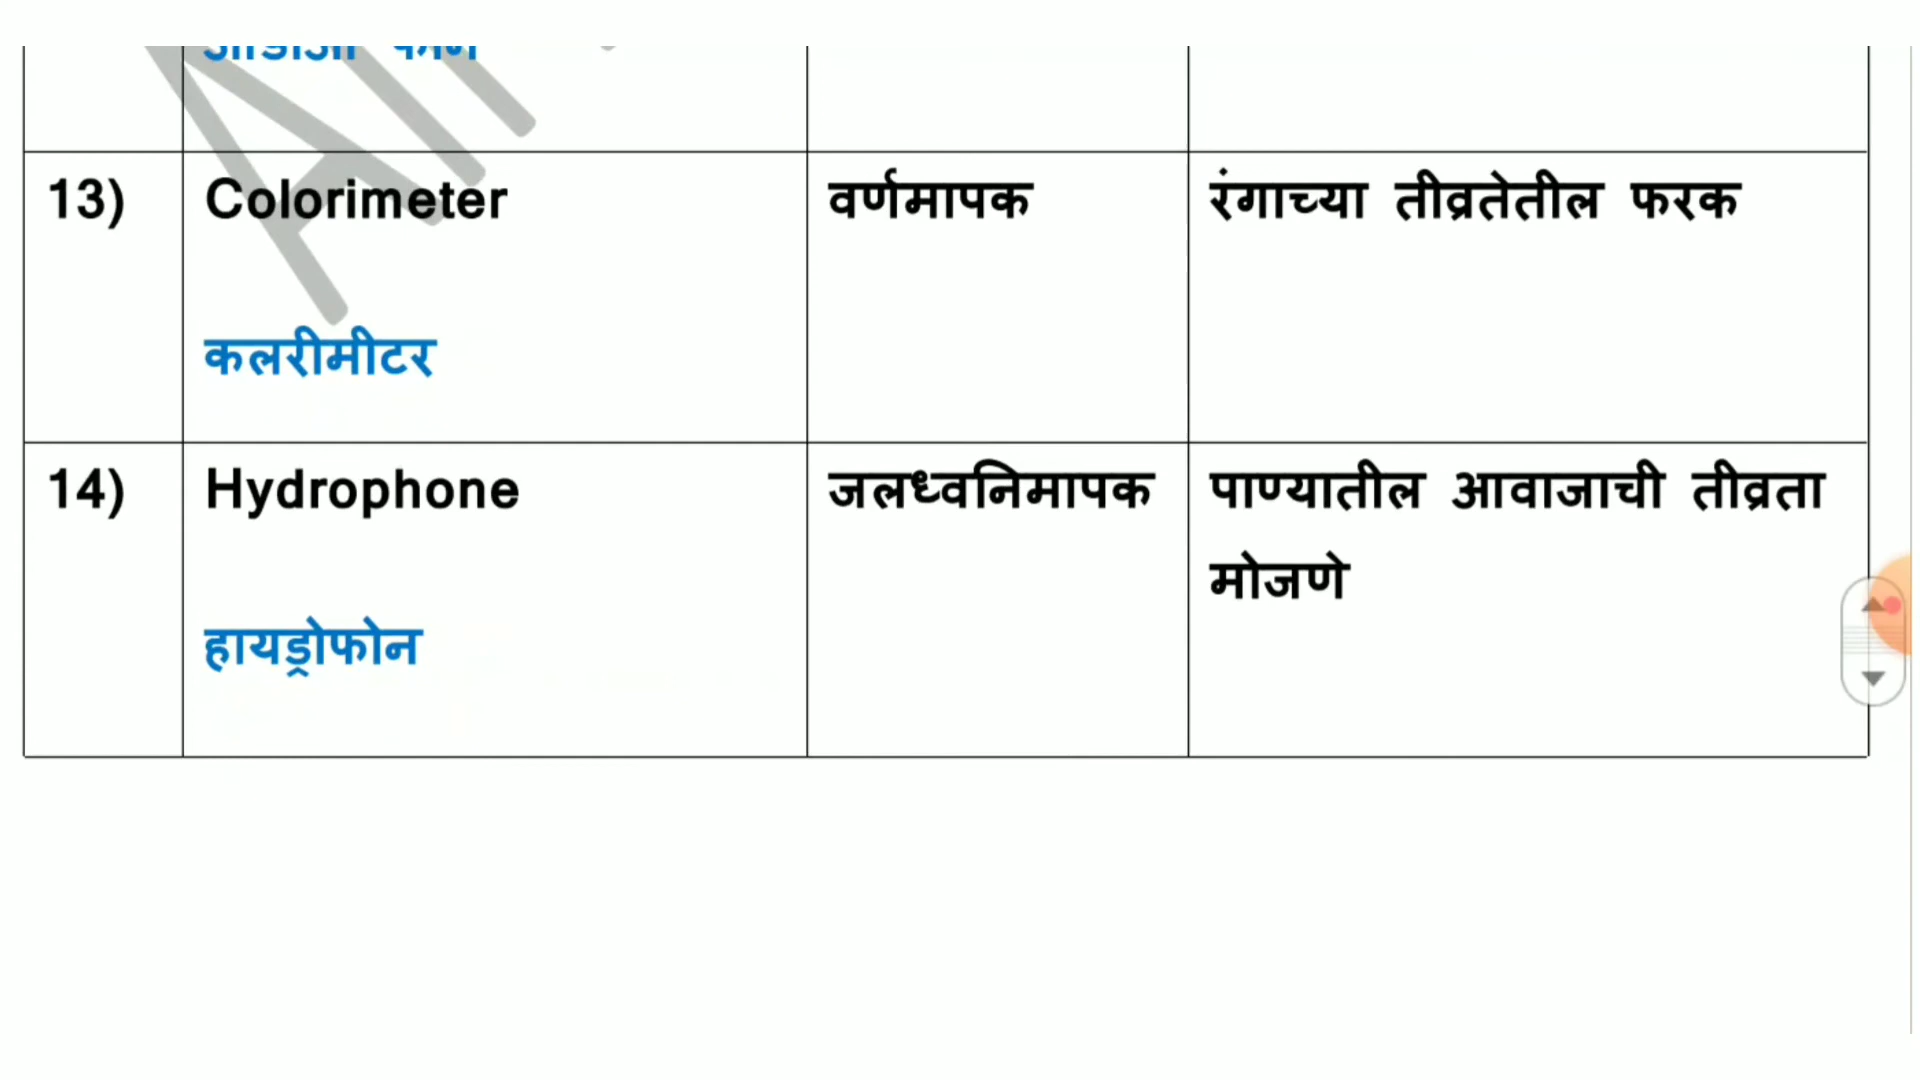 13) Colorimeter वर्णमापक रंगाच्या तीव्रतेतील फरक
कलरीमीटर
14) Hydrophone जलध्वनिमापक पाण्यातील आवाजाची तीव्रता
मोजणे
हायड्रोफोन